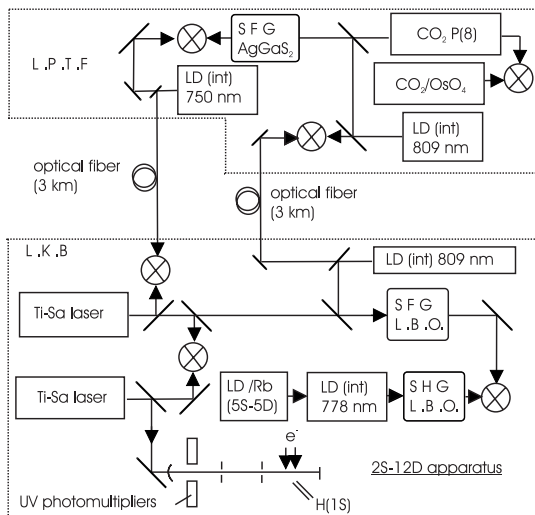 L.P.T.F
S F G
AgGaS₂
CO₂ P(8)
LD (int)
750 nm
CO₂/OsO₄
LD (int)
809 nm
optical fiber
(3 km)
optical fiber
(3 km)
L.K.B
LD (int) 809 nm
Ti-Sa laser
S F G
L.B.O.
Ti-Sa laser
LD /Rb
(5S-5D)
LD (int)
778 nm
S H G
L.B.O.
e-
2S-12D apparatus
UV photomultipliers
H(1S)